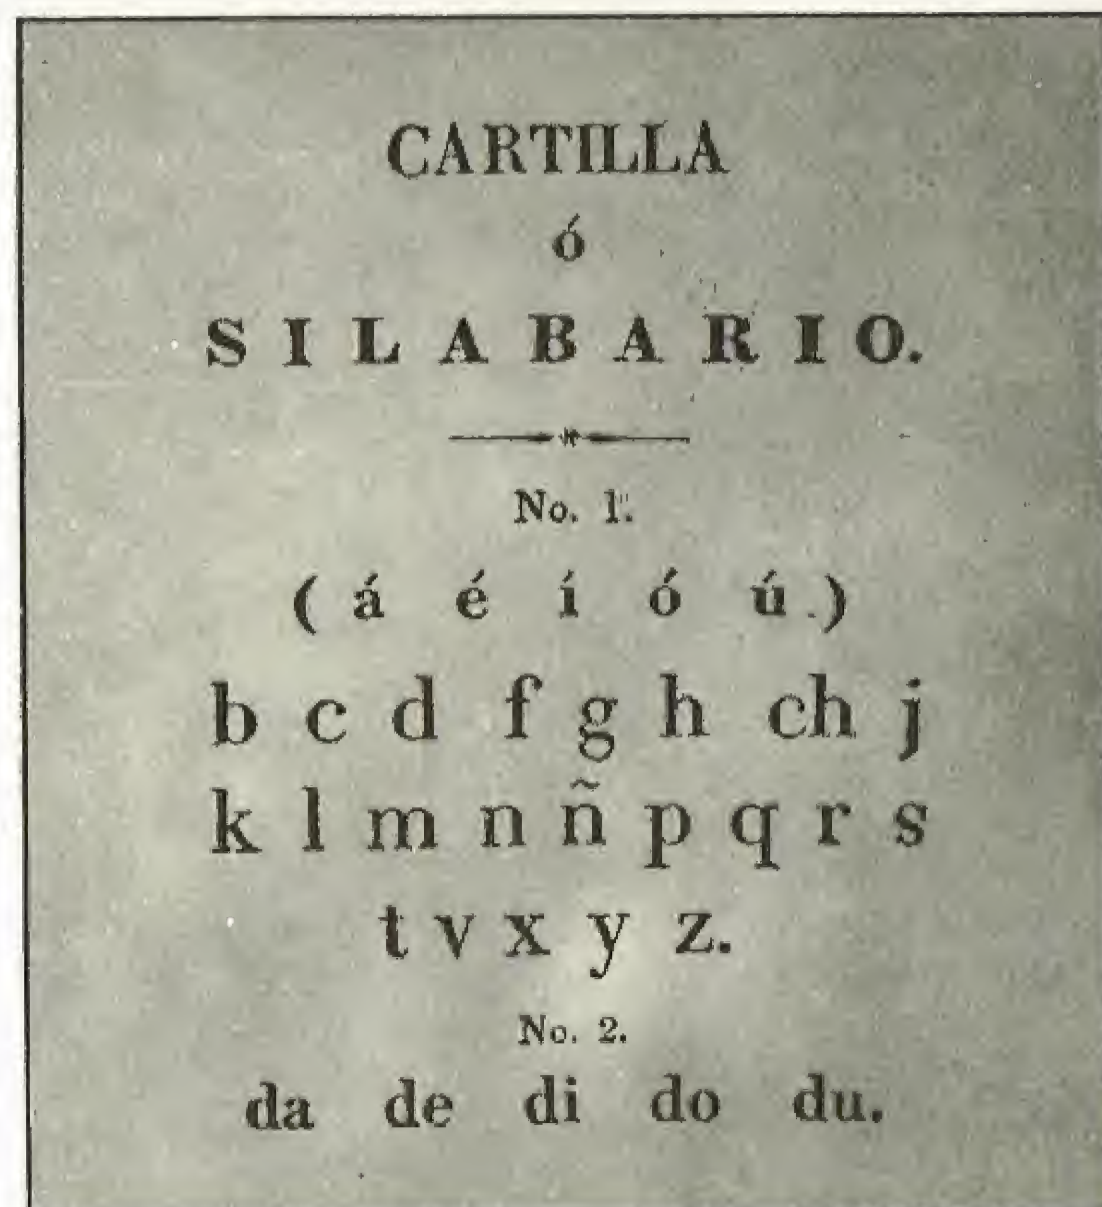 CARTILLA
ó
SILABARIO.
No. 1.
( á é í ó ú.)
b c d f g h ch j
k l m n ñ p q r s
t v x y z.
No. 2.
da de di do du.